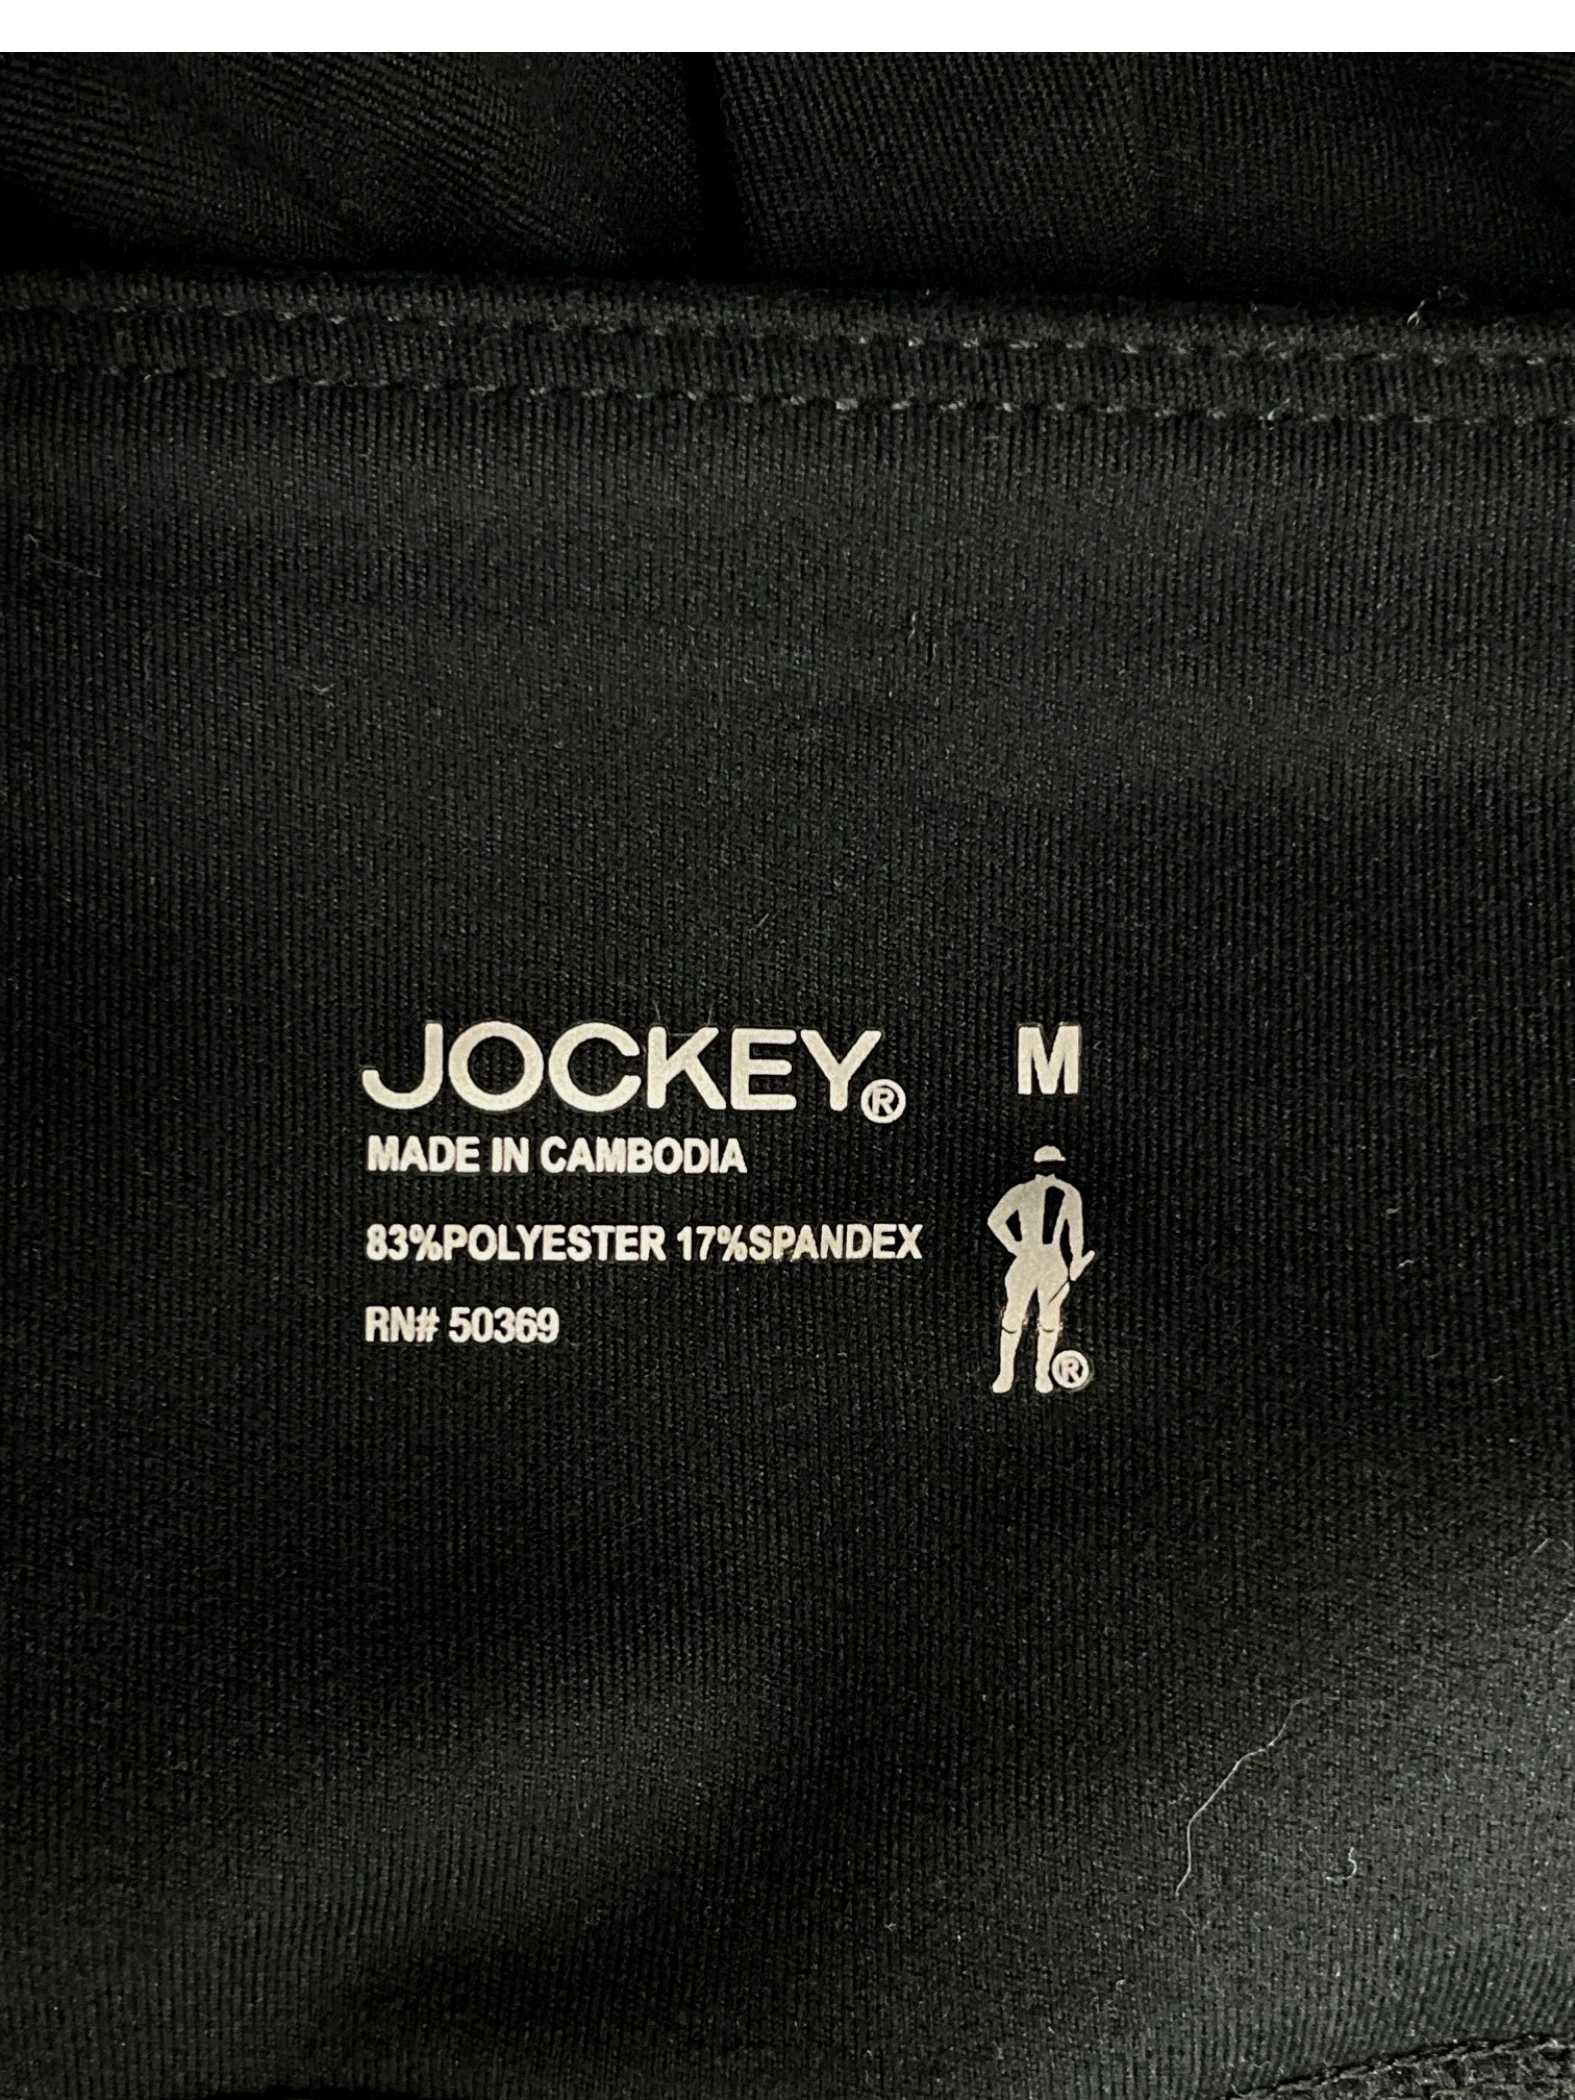 JOCKEY® M
MADE IN CAMBODIA
83%POLYESTER 17%SPANDEX
RN# 50369
®